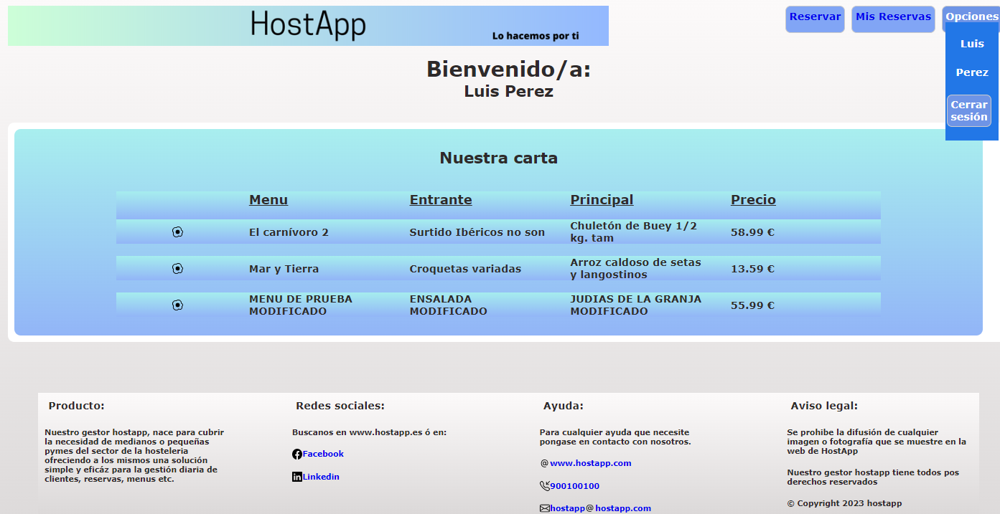 HostApp
Lo hacemos por ti
Reservar
Mis Reservas
Opciones
Luis
Perez
Cerrar
sesión
Bienvenido/a:
Luis Perez
Nuestra carta
Menu Entrante Principal Precio
El carnívoro 2 Surtido Ibéricos no son Chuletón de Buey 1/2 58.99 €
kg. tam
Mar y Tierra Croquetas variadas Arroz caldoso de setas 13.59 €
y langostinos
MENU DE PRUEBA ENSALADA JUDIAS DE LA GRANJA 55.99 €
MODIFICADO MODIFICADO MODIFICADO
Producto:
Nuestro gestor hostapp, nace para cubrir
la necesidad de medianos o pequeñas
pymes del sector de la hosteleria
ofreciendo a los mismos una solución
simple y eficáz para la gestión diaria de
clientes, reservas, menus etc.
Redes sociales:
Buscanos en www.hostapp.es ó en:
Facebook
Linkedin
Ayuda:
Para cualquier ayuda que necesite
pongase en contacto con nosotros.
@www.hostapp.com
900100100
hostapp@hostapp.com
Aviso legal:
Se prohibe la difusión de cualquier
imagen o fotografía que se muestre en la
web de HostApp
Nuestro gestor hostapp tiene todos pos
derechos reservados
© Copyright 2023 hostapp